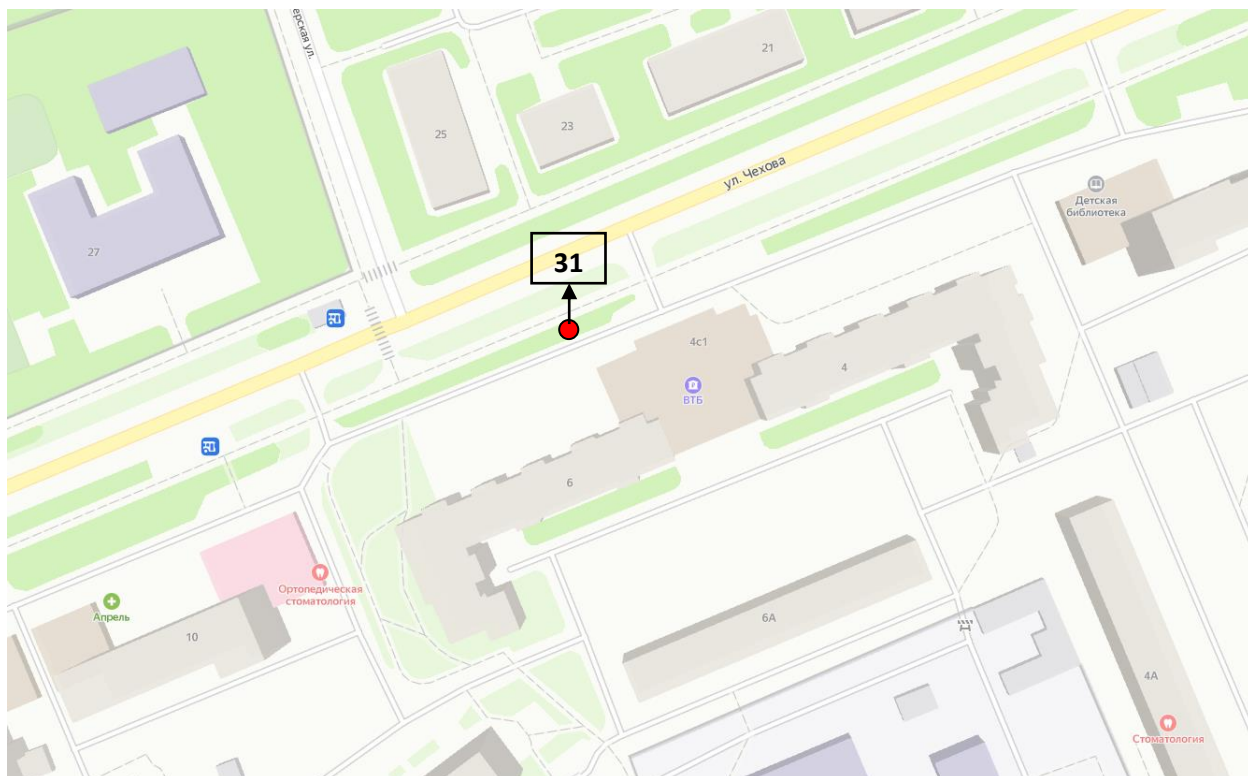 ерская ул.
21
25
23
ул. Чехова
Детская
библиотека
27
31
4с1
4
ВТБ
6
Ортопедическая
стоматология
Апрель
10
6А
4А
Стоматология